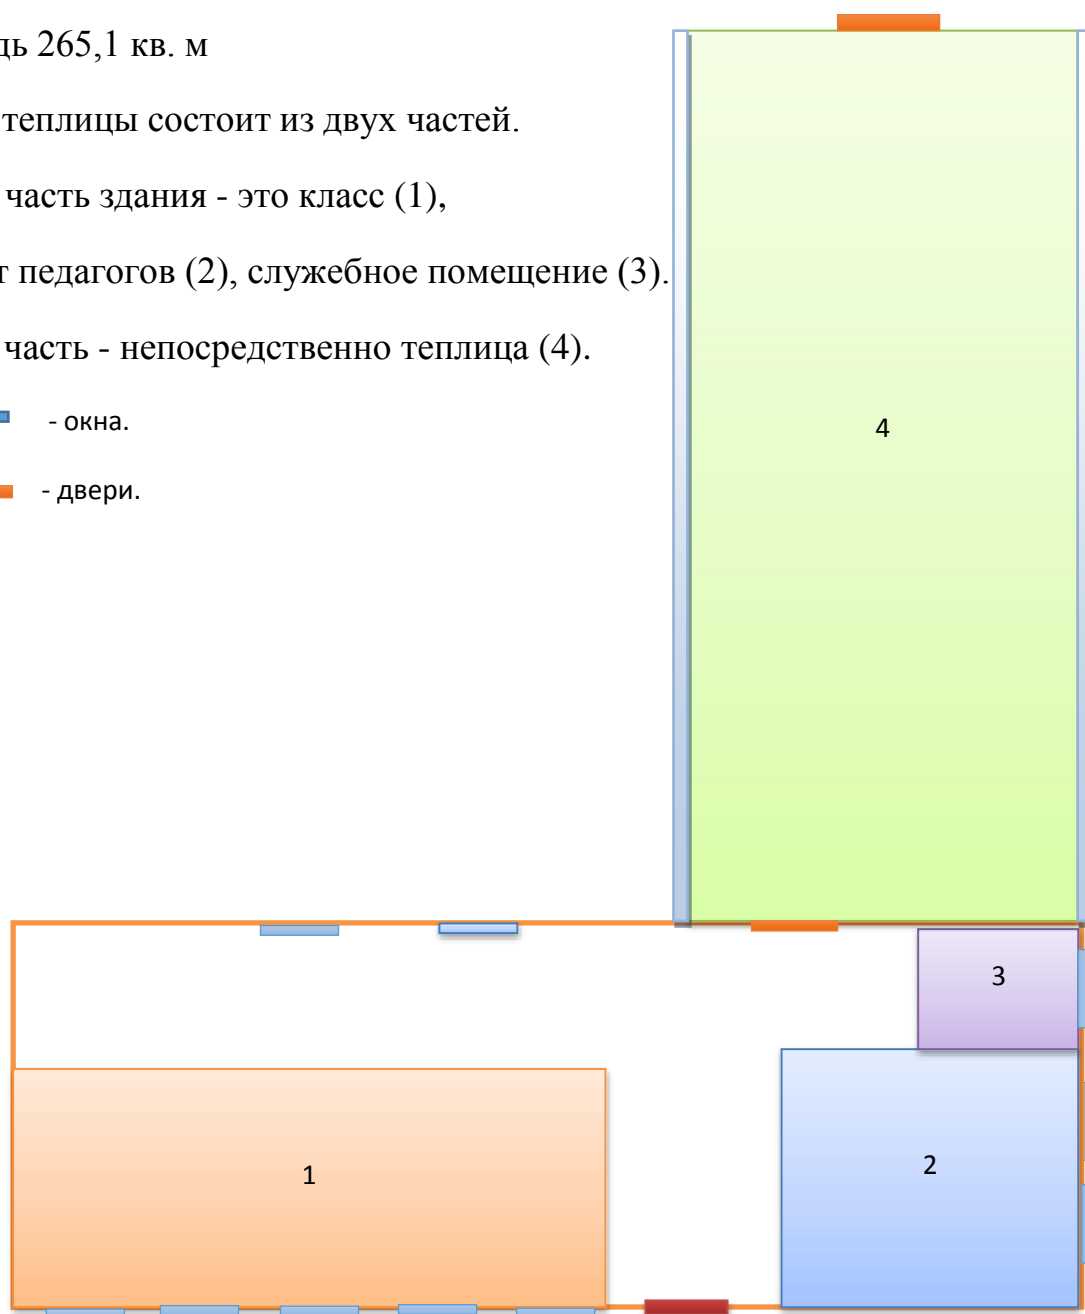 дь 265,1 кв. м
теплицы состоит из двух частей.
часть здания - это класс (1),
т педагогов (2), служебное помещение (3).
часть - непосредственно теплица (4).
- окна.
- двери.
4
3
2
1